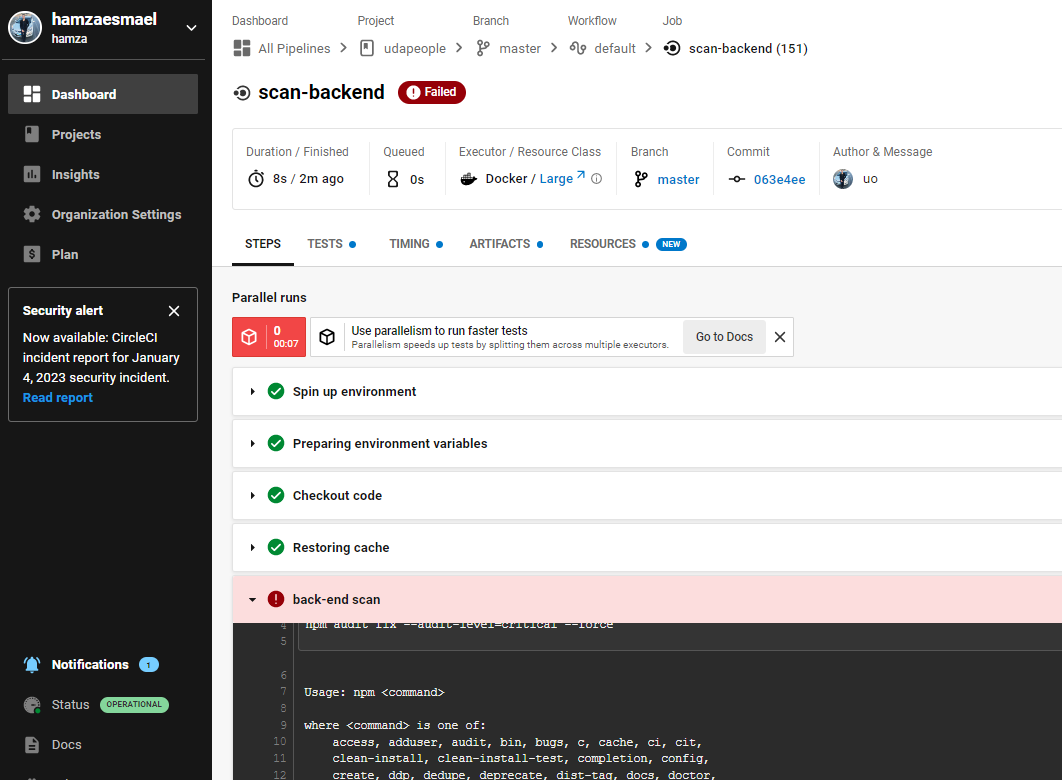 hamzaesmael
hamza
Dashboard
Projects
Insights
Organization Settings
Plan
Security alert
Now available: CircleCI
incident report for January
4, 2023 security incident.
Read report
Notifications 1
Status OPERATIONAL
Docs
Dashboard Project Branch Workflow Job
All Pipelines udapeople master default scan-backend (151)
scan-backend Failed
Duration / Finished Queued Executor / Resource Class Branch Commit Author & Message
8s / 2m ago 0s Docker / Large master 063e4ee uo
STEPS TESTS TIMING ARTIFACTS RESOURCES NEW
Parallel runs
0
00:07
Use parallelism to run faster tests
Parallelism speeds up tests by splitting them across multiple executors.
Go to Docs
Spin up environment
Preparing environment variables
Checkout code
Restoring cache
back-end scan
4 npm audit fix --audit-level=critical --force
5
6
7 Usage: npm <command>
8
9 where <command> is one of:
10 access, adduser, audit, bin, bugs, c, cache, ci, cit,
11 clean-install, clean-install-test, completion, config,
12 create, ddp, dedupe, deprecate, dist-tag, docs, doctor,